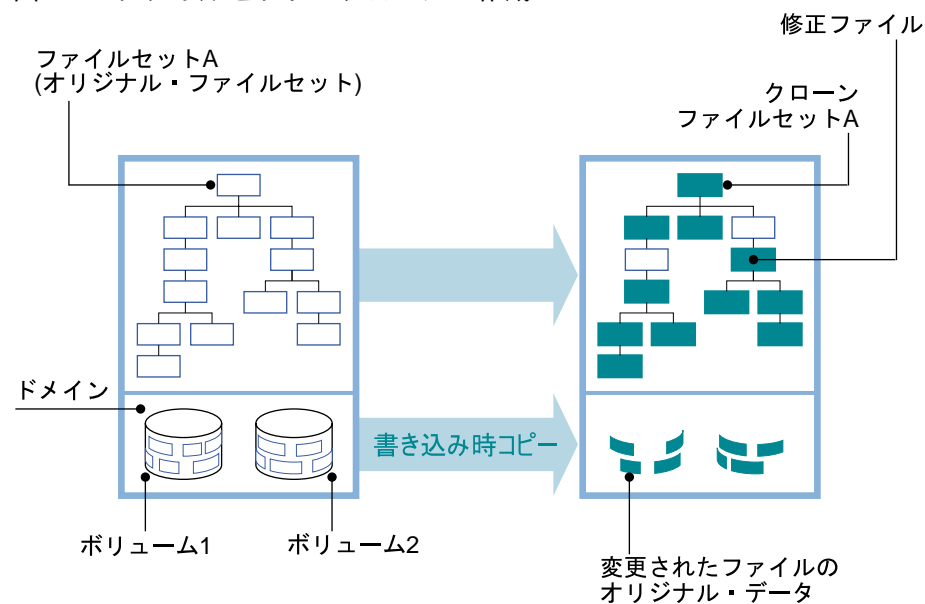 修正ファイル
ファイルセットA
(オリジナル・ファイルセット)
クローン
ファイルセットA
ドメイン
書き込み時コピー
ボリューム1
ボリューム2
変更されたファイルの
オリジナル・データ